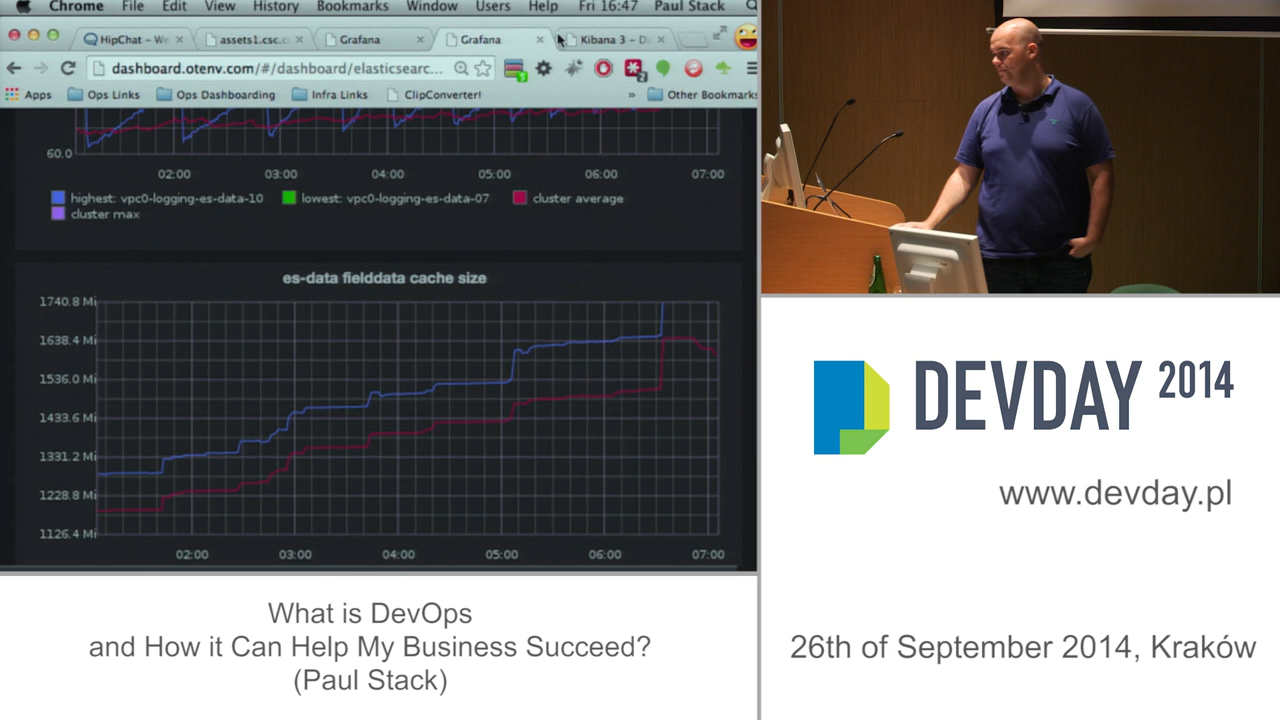 Chrome File Edit View History Bookmarks Window Users Help Fri 16:47 Paul Stack
HipChat – We
assets1.csc.c
Grafana
Grafana
Kibana 3 – D
dashboard.otenv.com/#/dashboard/elasticsearc...
Apps Ops Links Ops Dashboarding Infra Links ClipConverter! » Other Bookmarks
60.0
02:00 03:00 04:00 05:00 06:00 07:00
highest: vpc0-logging-es-data-10 lowest: vpc0-logging-es-data-07 cluster average
cluster max
es-data fielddata cache size
1740.8 Mi
1638.4 Mi
1536.0 Mi
1433.6 Mi
1331.2 Mi
1228.8 Mi
1126.4 Mi
02:00 03:00 04:00 05:00 06:00 07:00
What is DevOps
and How it Can Help My Business Succeed?
(Paul Stack)
DEVDAY 2014
www.devday.pl
26th of September 2014, Kraków